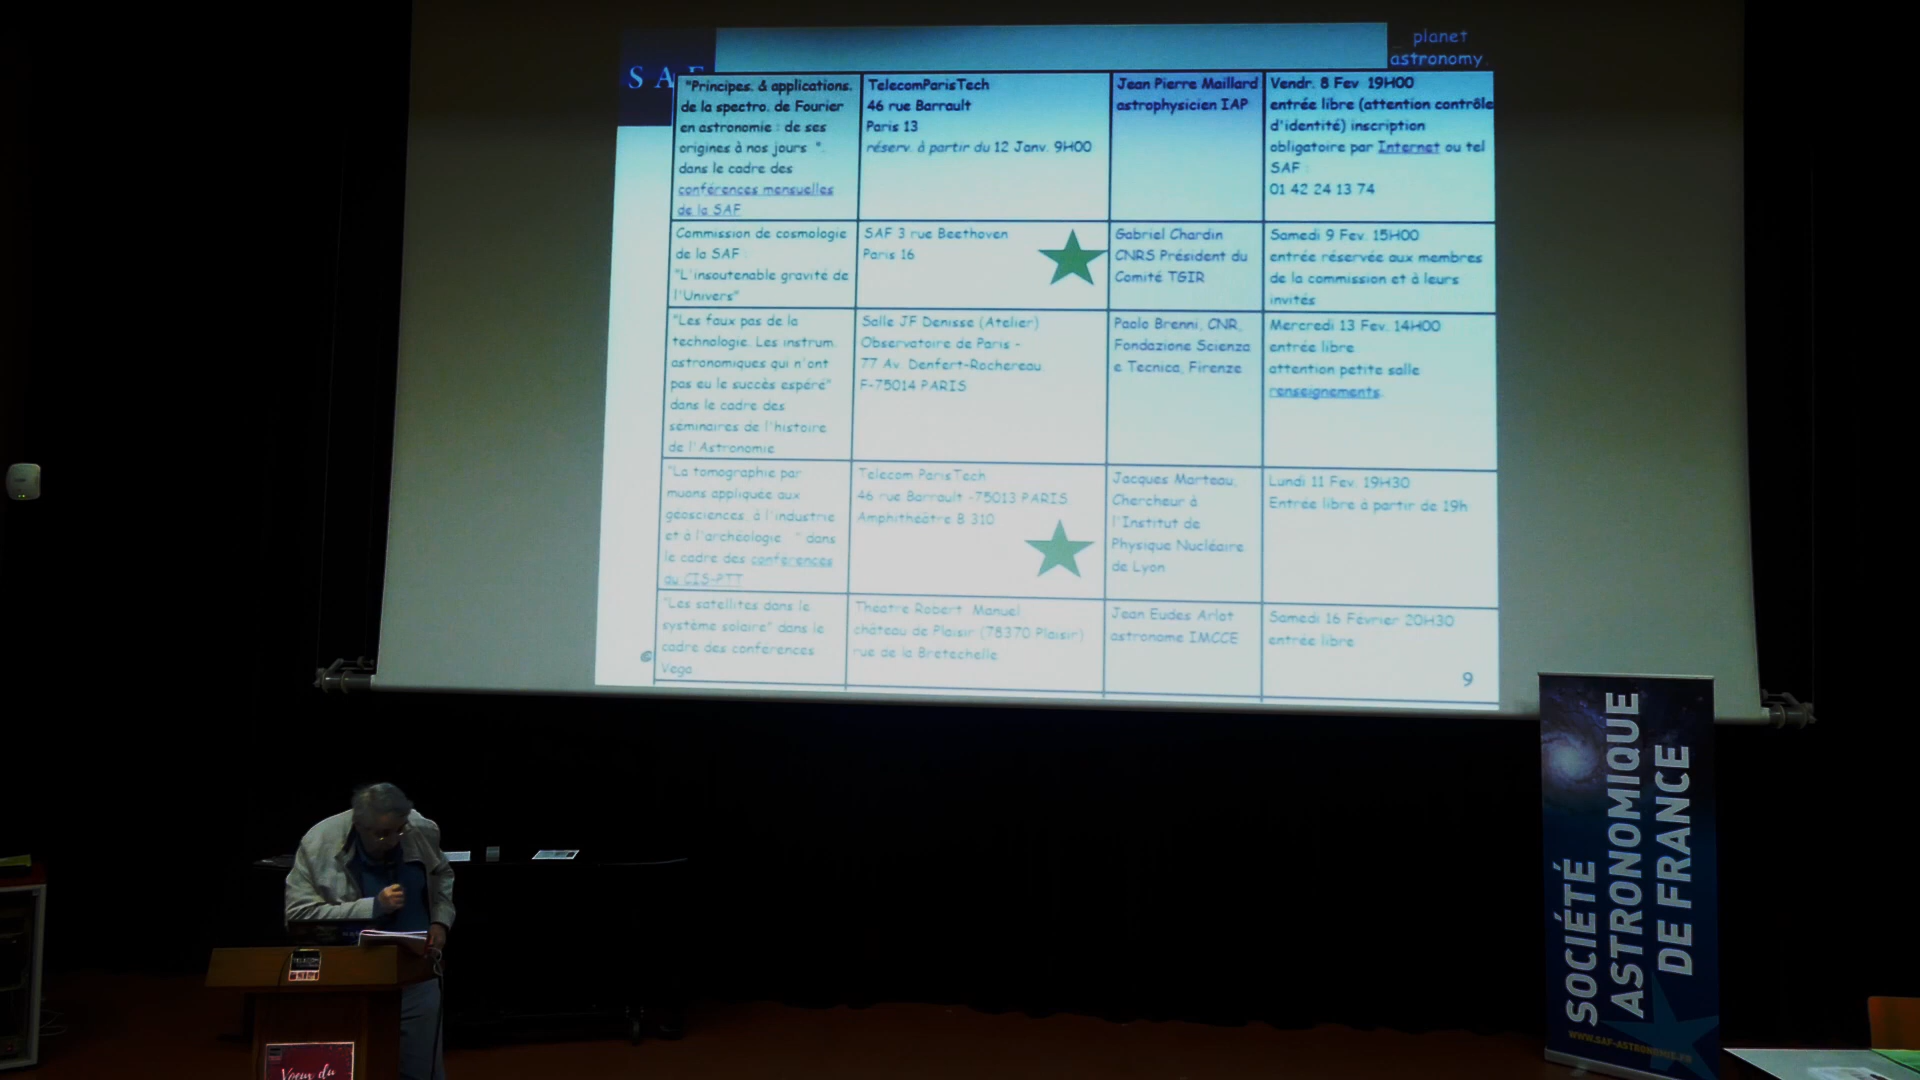 planet
astronomy
S A F
"Principes. & applications.
de la spectro. de Fourier
en astronomie : de ses
origines à nos jours ".
dans le cadre des
conférences mensuelles
de la SAF
TelecomParisTech
46 rue Barrault
Paris 13
réserv. à partir du 12 Janv. 9H00
Jean Pierre Maillard
astrophysicien IAP
Vendr. 8 Fev 19H00
entrée libre (attention contrôle
d'identité) inscription
obligatoire par Internet ou tel
SAF :
01 42 24 13 74
Commission de cosmologie
de la SAF
"L'insoutenable gravité de
l'Univers"
SAF 3 rue Beethoven
Paris 16
Gabriel Chardin
CNRS Président du
Comité TGIR
Samedi 9 Fev. 15H00
entrée réservée aux membres
de la commission et à leurs
invités
"Les faux pas de la
technologie. Les instrum.
astronomiques qui n'ont
pas eu le succès espéré"
dans le cadre des
séminaires de l'histoire
de l'Astronomie
Salle JF Denisse (Atelier)
Observatoire de Paris -
77 Av. Denfert-Rochereau.
F-75014 PARIS
Paolo Brenni, CNR,
Fondazione Scienza
e Tecnica, Firenze
Mercredi 13 Fev. 14H00
entrée libre
attention petite salle
renseignements.
"La tomographie par
muons appliquée aux
géosciences, à l'industrie
et à l'archéologie " dans
le cadre des conférences
du CIS-PTT
Telecom ParisTech
46 rue Barrault -75013 PARIS
Amphithéâtre B 310
Jacques Marteau,
Chercheur à
l'Institut de
Physique Nucléaire
de Lyon
Lundi 11 Fev. 19H30
Entrée libre à partir de 19h
"Les satellites dans le
système solaire" dans le
cadre des conférences
Vega
Théatre Robert Manuel
château de Plaisir (78370 Plaisir)
rue de la Bretechelle
Jean Eudes Arlot
astronome IMCCE
Samedi 16 Février 20H30
entrée libre
©
9
SOCIÉTÉ
ASTRONOMIQUE
DE FRANCE
WWW.SAF-ASTRONOMIE.FR
TELECOM
Voeux du